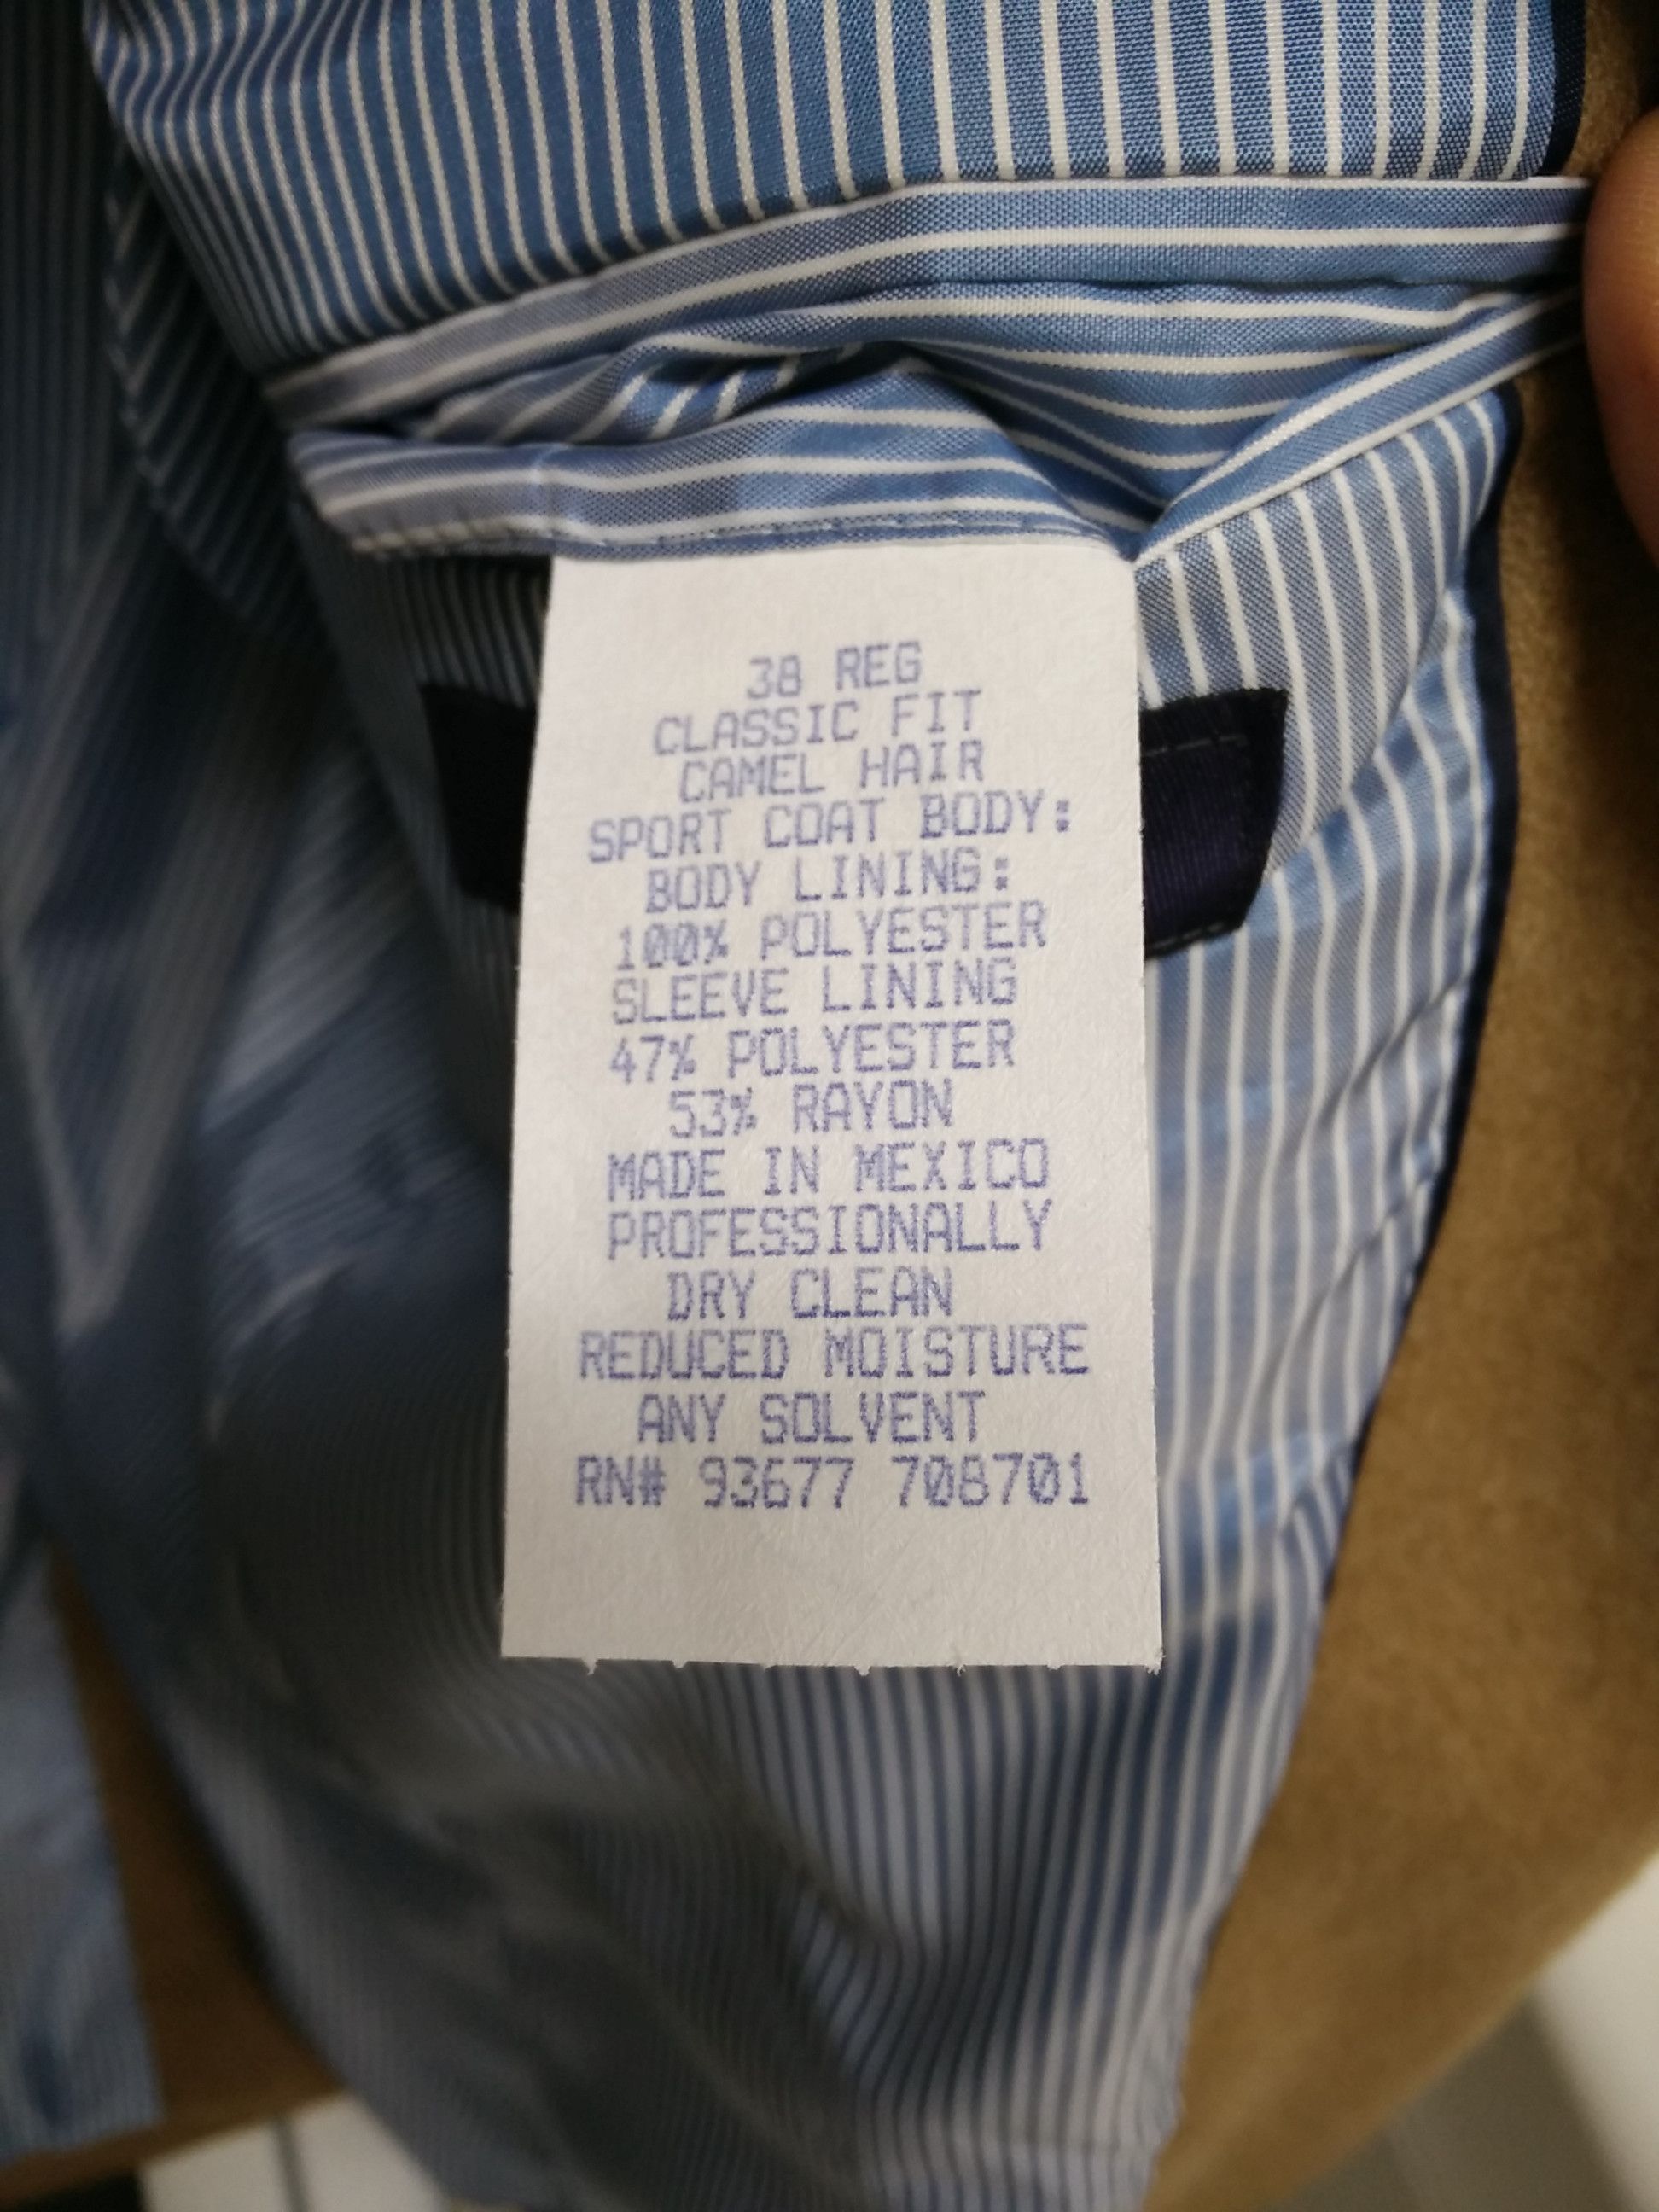 38 REG
CLASSIC FIT
CAMEL HAIR
SPORT COAT BODY:
BODY LINING:
100% POLYESTER
SLEEVE LINING
47% POLYESTER
53% RAYON
MADE IN MEXICO
PROFESSIONALLY
DRY CLEAN
REDUCED MOISTURE
ANY SOLVENT
RN# 93677 708701